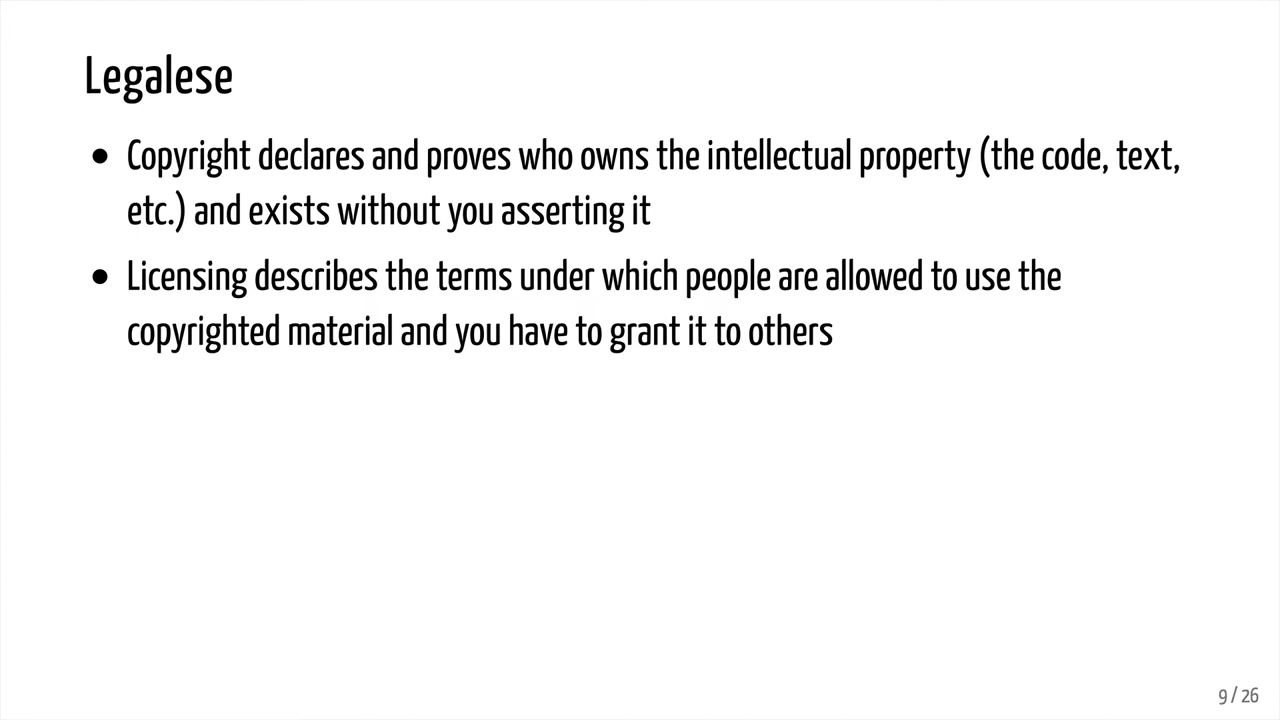 Legalese
• Copyright declares and proves who owns the intellectual property (the code, text,
etc.) and exists without you asserting it
• Licensing describes the terms under which people are allowed to use the
copyrighted material and you have to grant it to others
9 / 26